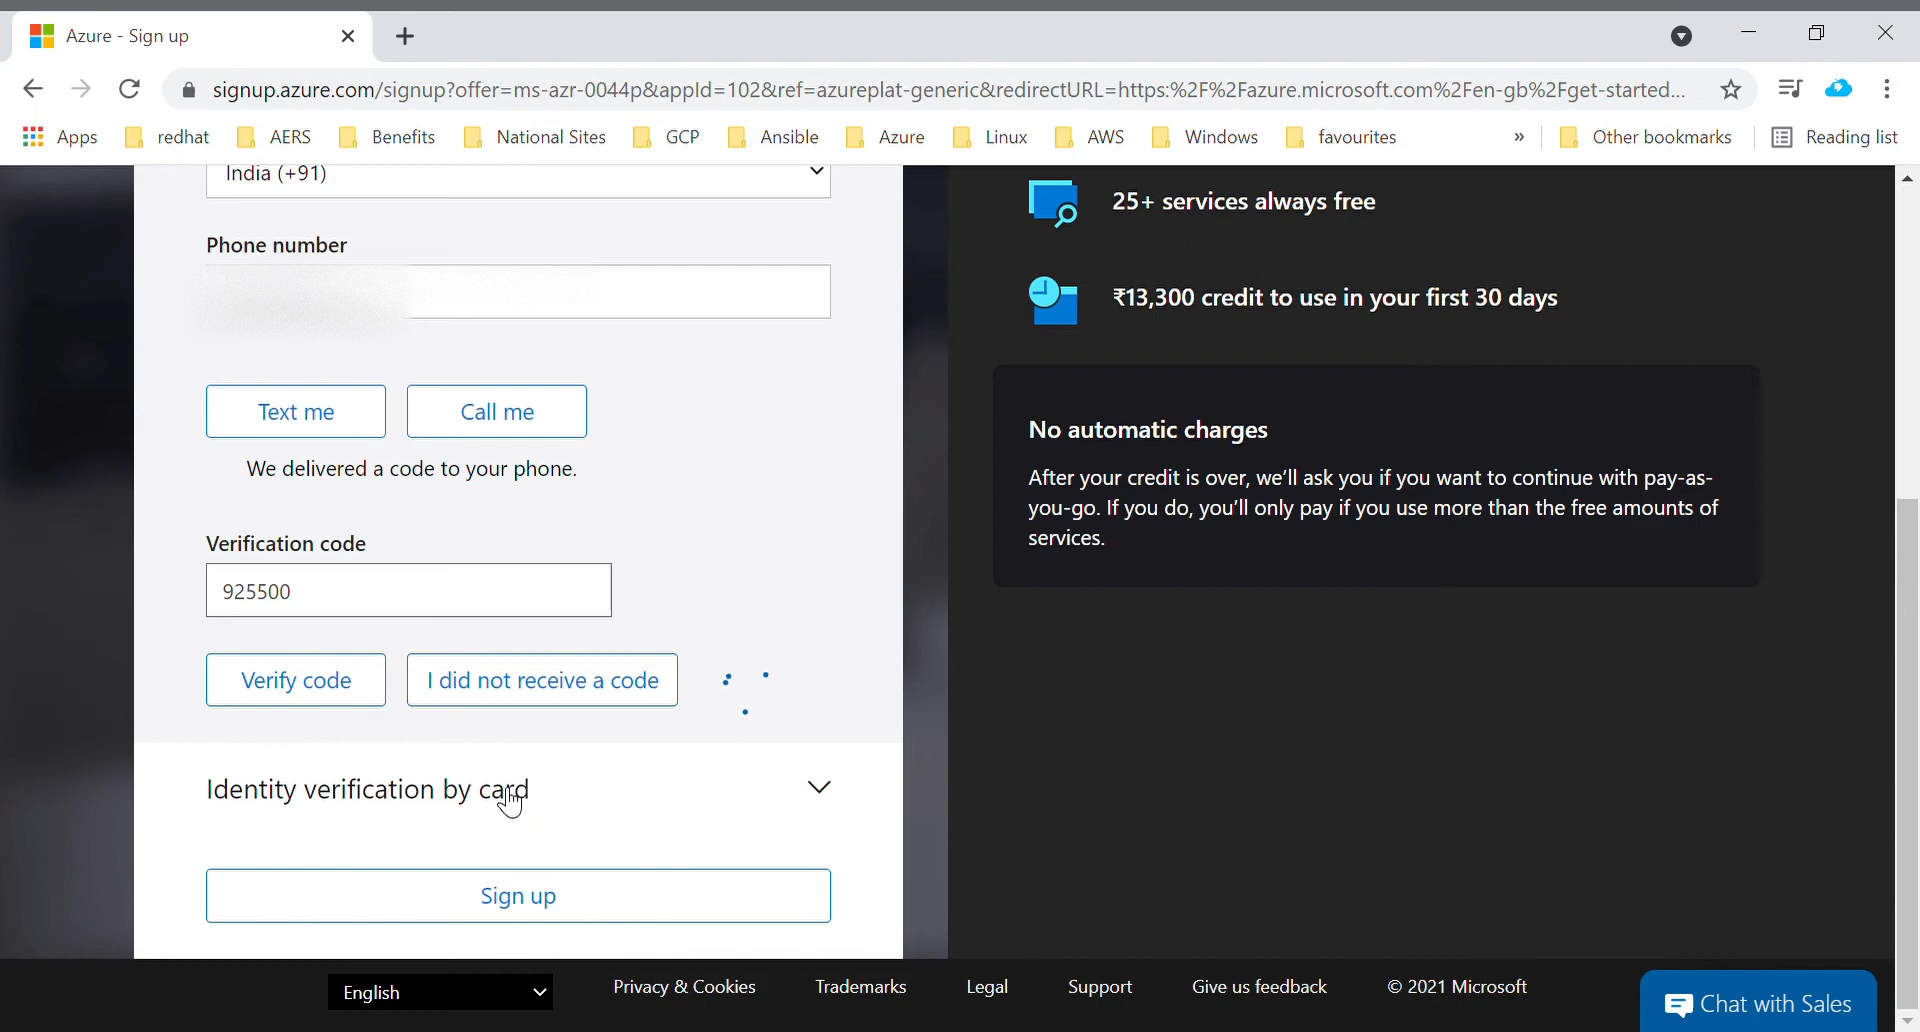 Azure - Sign up
signup.azure.com/signup?offer=ms-azr-0044p&appId=102&ref=azureplat-generic&redirectURL=https:%2F%2Fazure.microsoft.com%2Fen-gb%2Fget-started...
Apps redhat AERS Benefits National Sites GCP Ansible Azure Linux AWS Windows favourites » Other bookmarks Reading list
India (+91)
Phone number
Text me Call me
We delivered a code to your phone.
Verification code
925500
Verify code I did not receive a code
Identity verification by card
Sign up
25+ services always free
₹13,300 credit to use in your first 30 days
No automatic charges
After your credit is over, we'll ask you if you want to continue with pay-as-
you-go. If you do, you'll only pay if you use more than the free amounts of
services.
English Privacy & Cookies Trademarks Legal Support Give us feedback © 2021 Microsoft
Chat with Sales